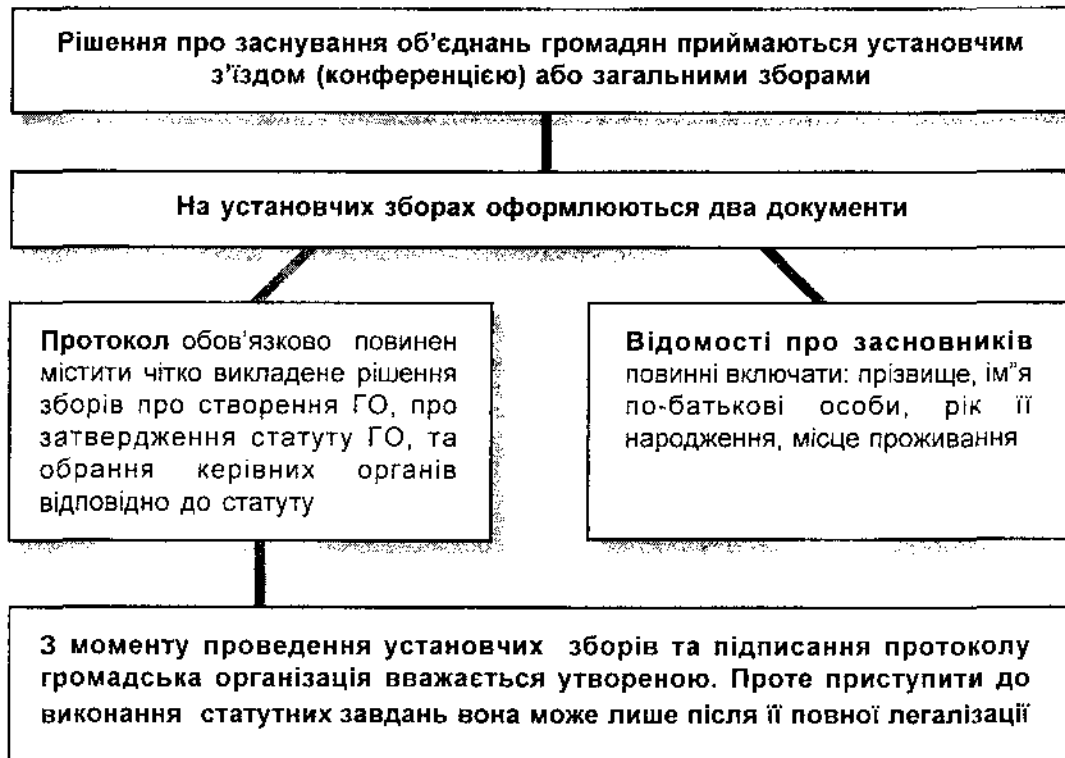 Рішення про заснування об'єднань громадян приймаються установчим
з'їздом (конференцією) або загальними зборами
На установчих зборах оформлюються два документи
Протокол обов'язково повинен
містити чітко викладене рішення
зборів про створення ГО, про
затвердження статуту ГО, та
обрання керівних органів
відповідно до статуту
Відомості про засновників
повинні включати: прізвище, ім"я
по-батькові особи, рік її
народження, місце проживання
З моменту проведення установчих зборів та підписання протоколу
громадська організація вважається утвореною. Проте приступити до
виконання статутних завдань вона може лише після її повної легалізації